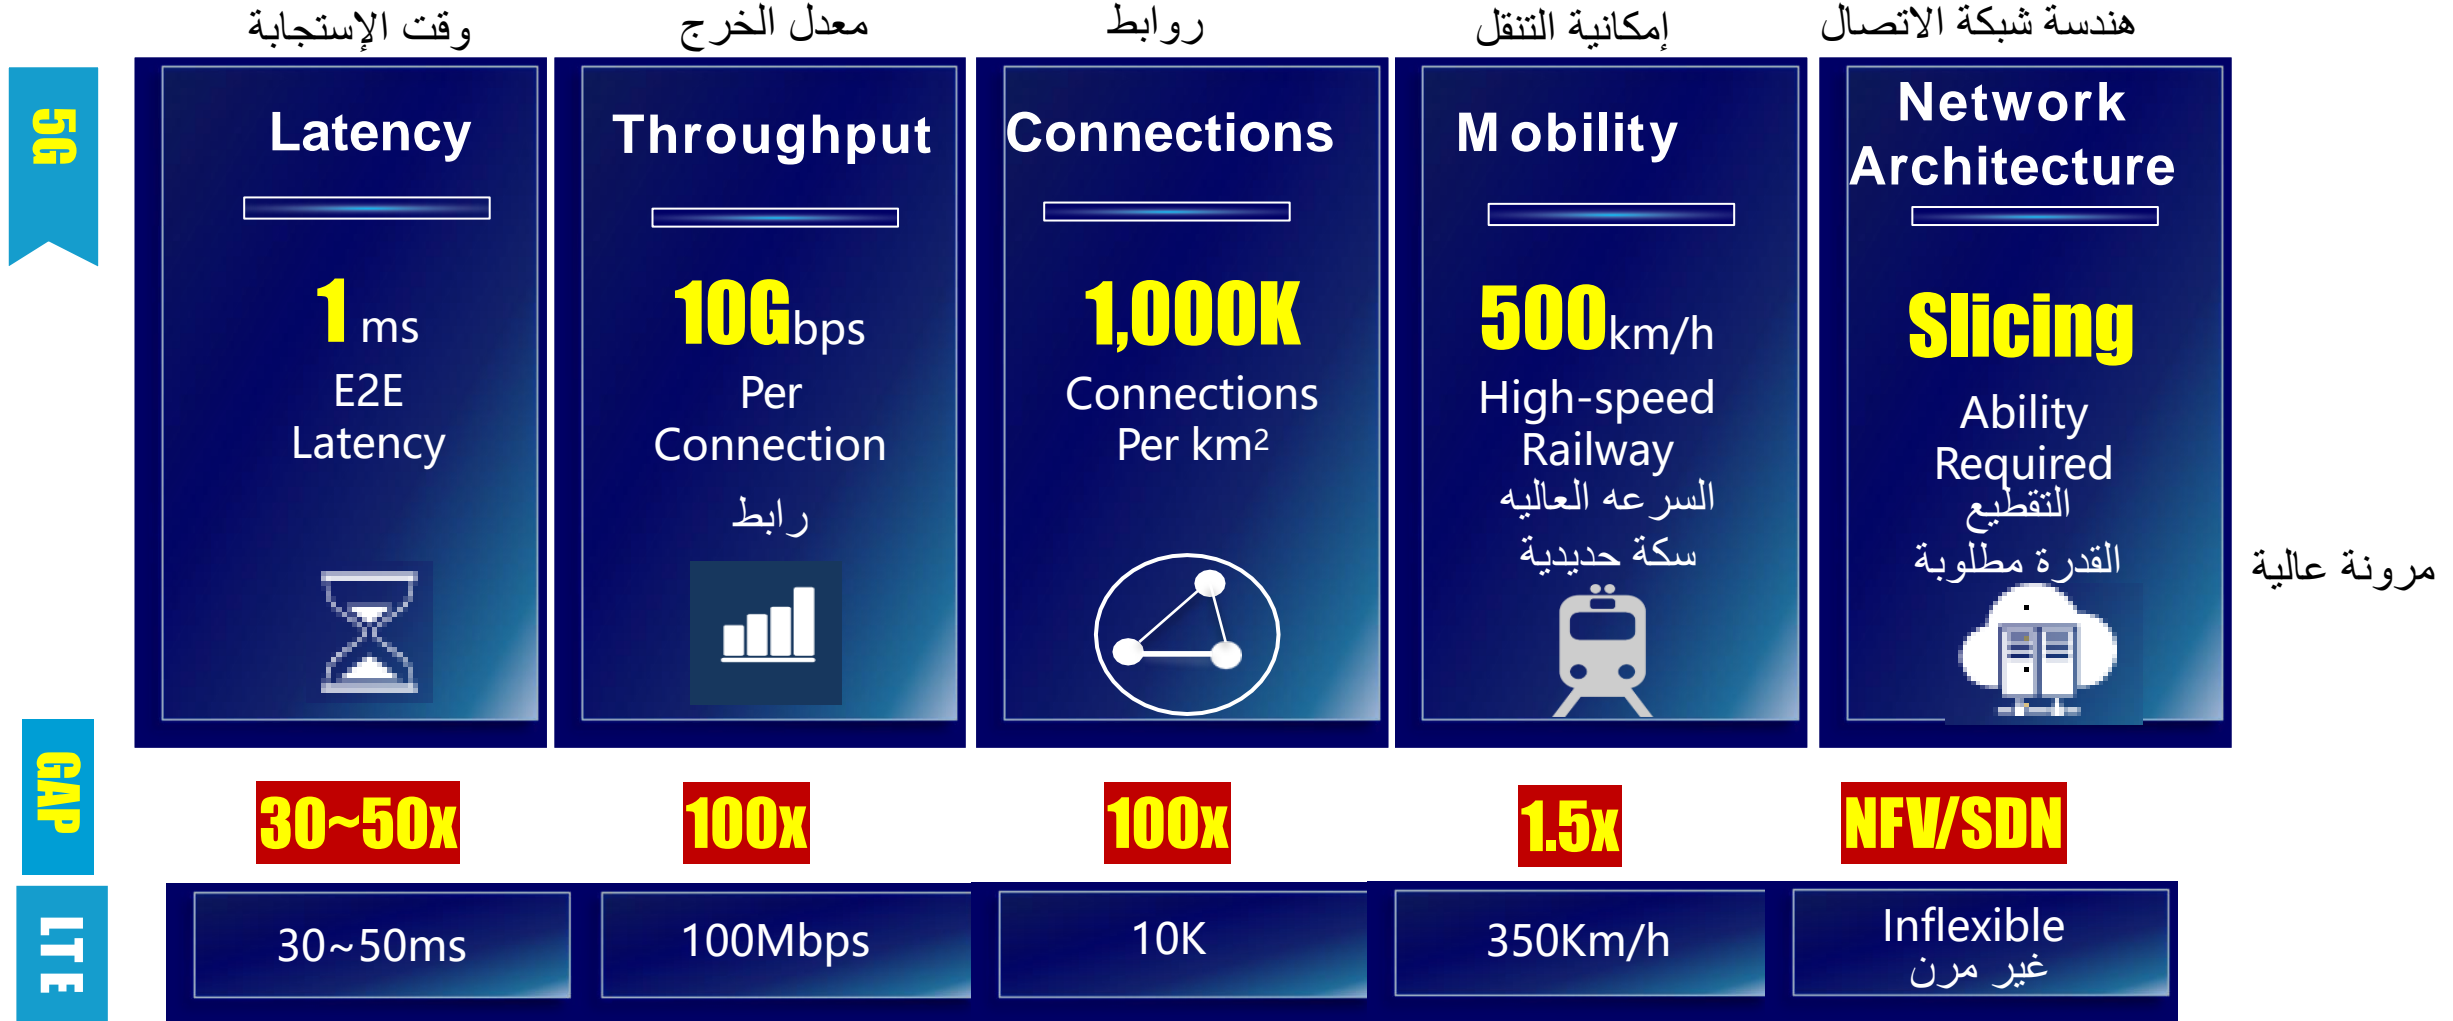 وقت الإستجابة
معدل الخرج
روابط
إمكانية التنقل
هندسة شبكة الاتصال
5G
Latency
1 ms
E2E
Latency
Throughput
10Gbps
Per
Connection
رابط
Connections
1,000K
Connections
Per km²
Mobility
500km/h
High-speed
Railway
السرعه العاليه
سكة حديدية
Network
Architecture
Slicing
Ability
Required
التقطيع
القدرة مطلوبة
مرونة عالية
GAP
30~50x
100x
100x
1.5x
NFV/SDN
LTE
30~50ms
100Mbps
10K
350Km/h
Inflexible
غير مرن